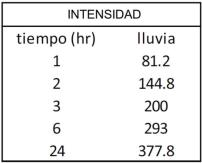 INTENSIDAD
tiempo (hr) lluvia
1 81.2
2 144.8
3 200
6 293
24 377.8